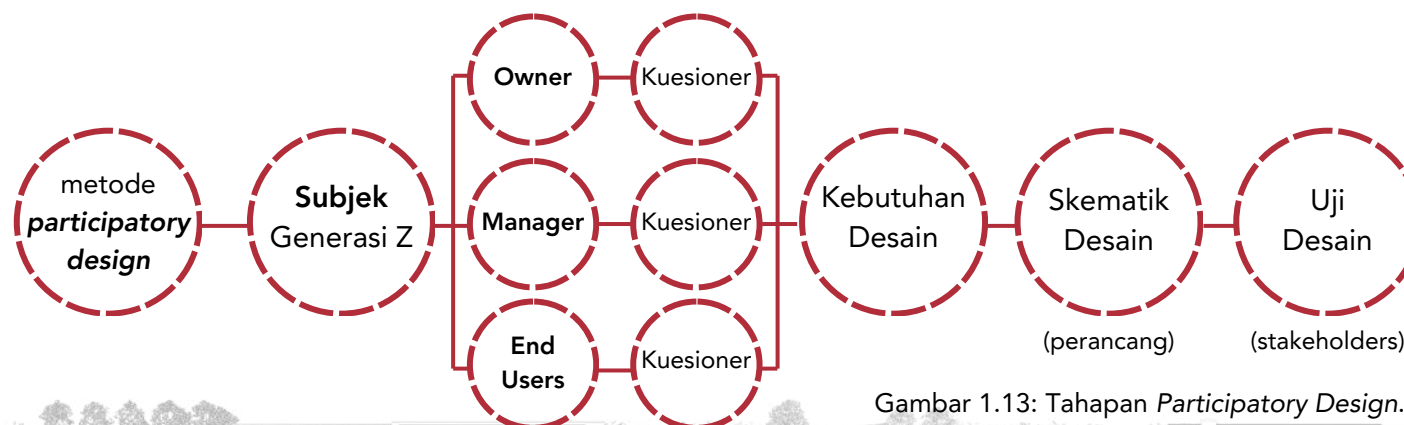 metode
participatory
design
Subjek
Generasi Z
Owner
Kuesioner
Manager
Kuesioner
End
Users
Kuesioner
Kebutuhan
Desain
Skematik
Desain
(perancang)
Uji
Desain
(stakeholders)
Gambar 1.13: Tahapan Participatory Design.